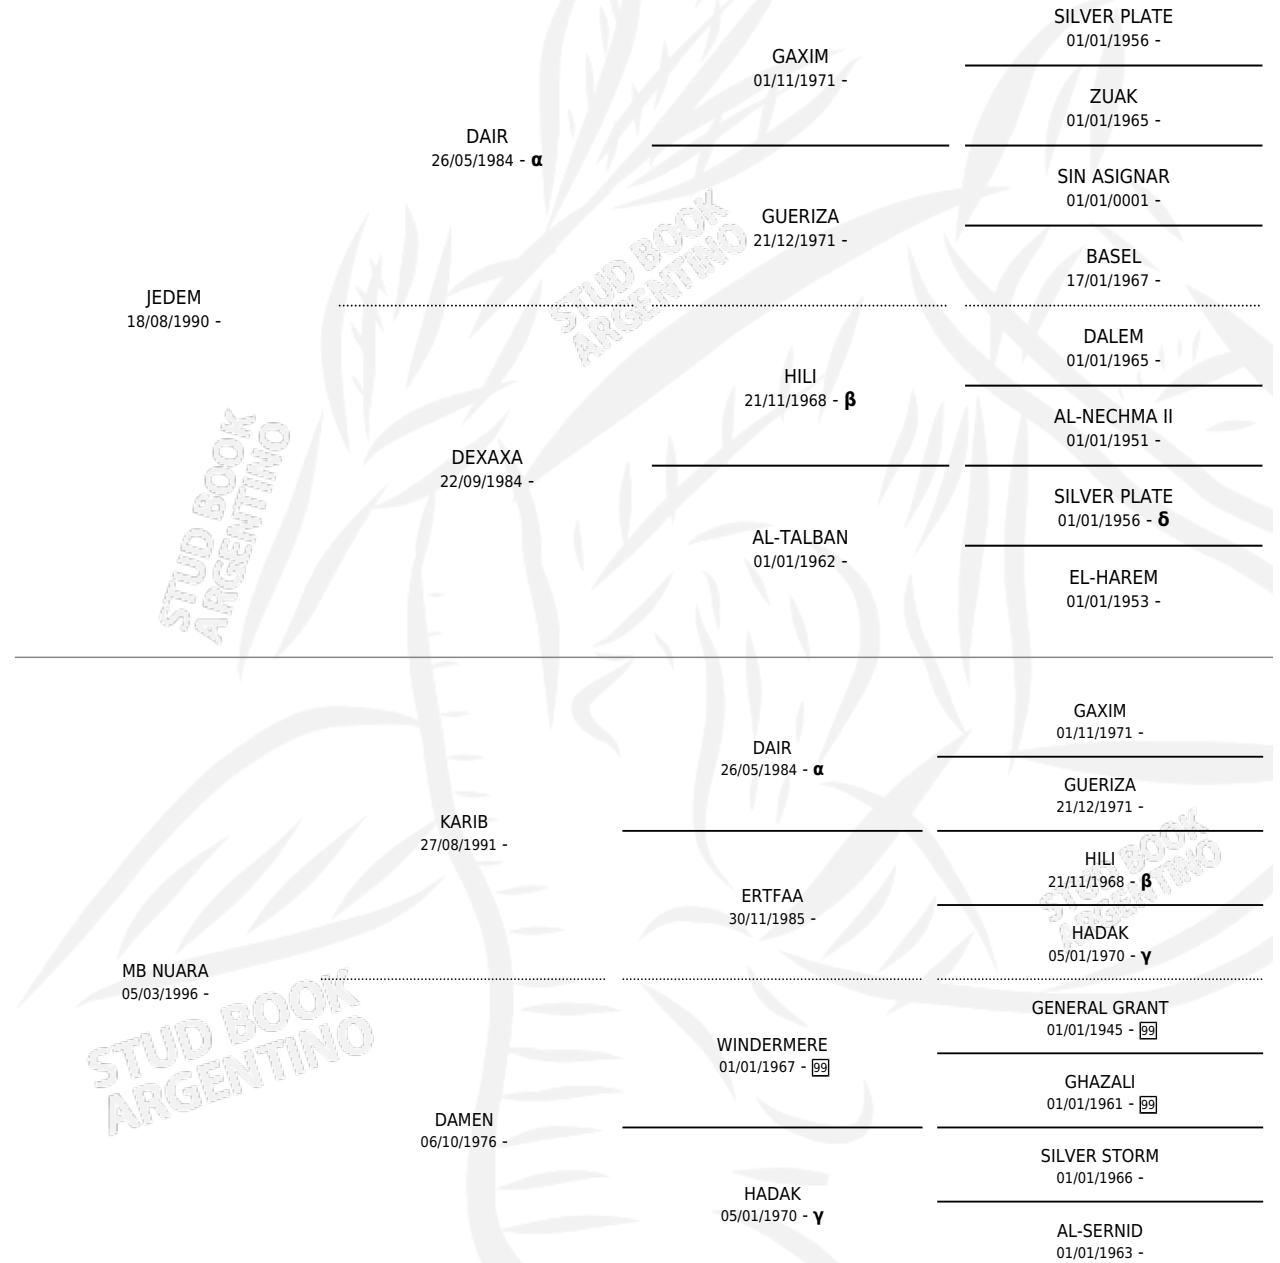 SILVER PLATE
01/01/1956 -
GAXIM
01/11/1971 -
ZUAK
01/01/1965 -
DAIR
26/05/1984 - α
SIN ASIGNAR
01/01/0001 -
GUERIZA
21/12/1971 -
BASEL
17/01/1967 -
JEDEM
18/08/1990 -
DALEM
01/01/1965 -
HILI
21/11/1968 - β
AL-NECHMA II
01/01/1951 -
DEXAXA
22/09/1984 -
SILVER PLATE
01/01/1956 - δ
AL-TALBAN
01/01/1962 -
EL-HAREM
01/01/1953 -
STUD BOOK
ARGENTINO
STUD BOOK
ARGENTINO
GAXIM
01/11/1971 -
DAIR
26/05/1984 - α
GUERIZA
21/12/1971 -
KARIB
27/08/1991 -
HILI
21/11/1968 - β
ERTFAA
30/11/1985 -
HADAK
05/01/1970 - γ
MB NUARA
05/03/1996 -
GENERAL GRANT
01/01/1945 - 99
WINDERMERE
01/01/1967 - 99
GHAZALI
01/01/1961 - 99
DAMEN
06/10/1976 -
SILVER STORM
01/01/1966 -
HADAK
05/01/1970 - γ
AL-SERNID
01/01/1963 -
STUD BOOK
ARGENTINO
STUD BOOK
ARGENTINO